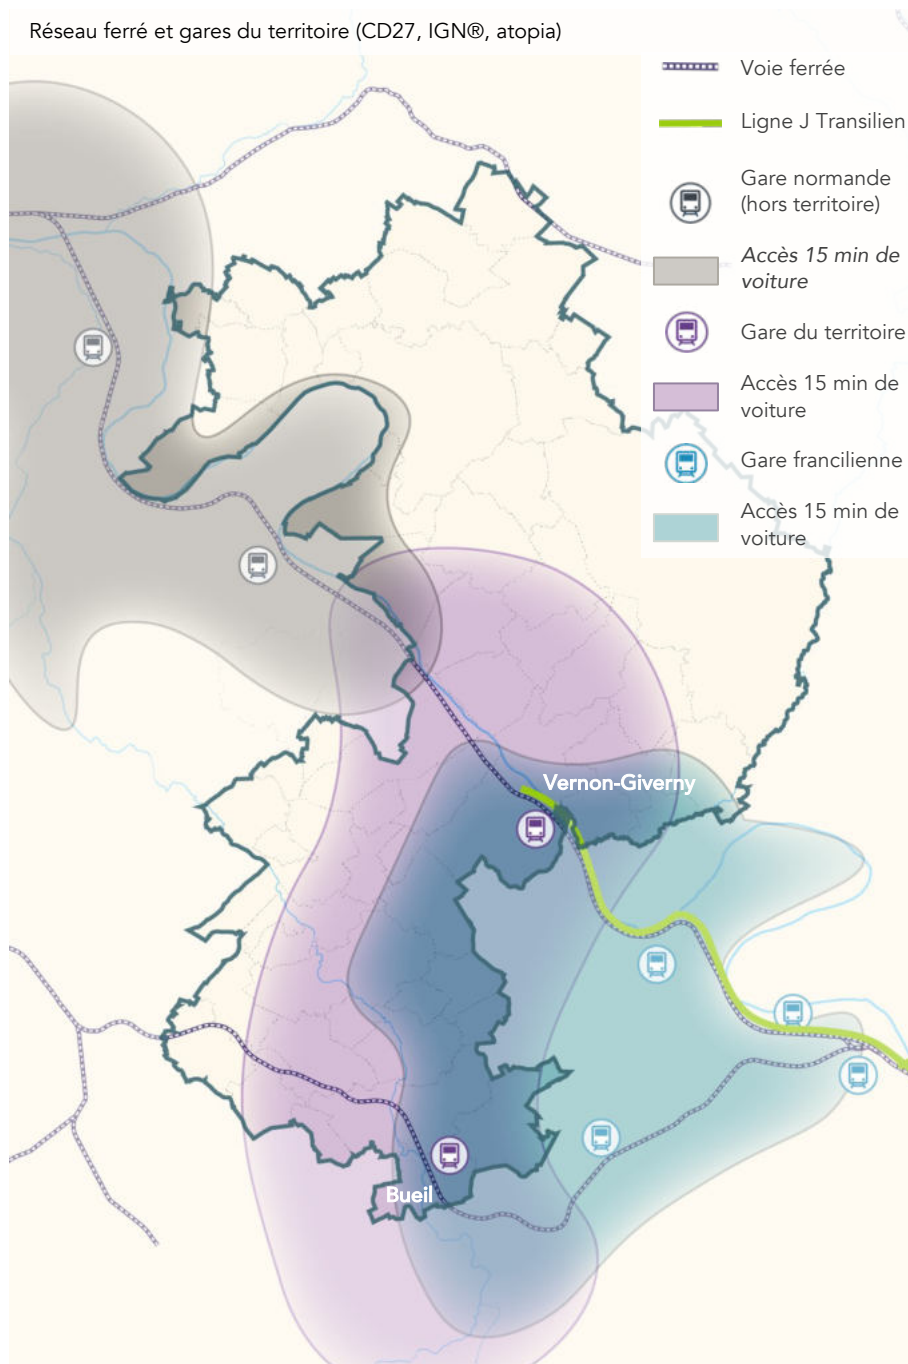 Réseau ferré et gares du territoire (CD27, IGN®, atopia)
Voie ferrée
Ligne J Transilien
Gare normande
(hors territoire)
Accès 15 min de
voiture
Gare du territoire
Accès 15 min de
voiture
Gare francilienne
Accès 15 min de
voiture
Vernon-Giverny
Bueil